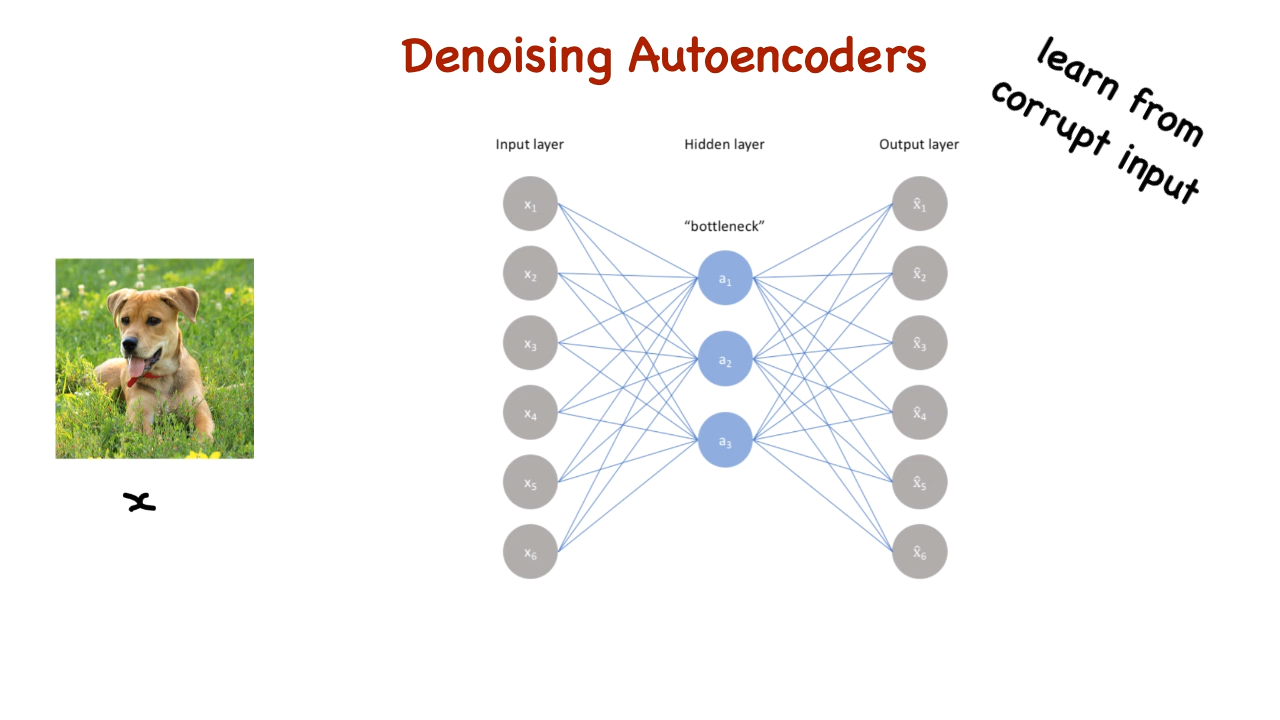 Denoising Autoencoders
learn from
corrupt input
Input layer
Hidden layer
Output layer
“bottleneck”
x₁
x₂
x₃
x₄
x₅
x₆
a₁
a₂
a₃
x̂₁
x̂₂
x̂₃
x̂₄
x̂₅
x̂₆
x